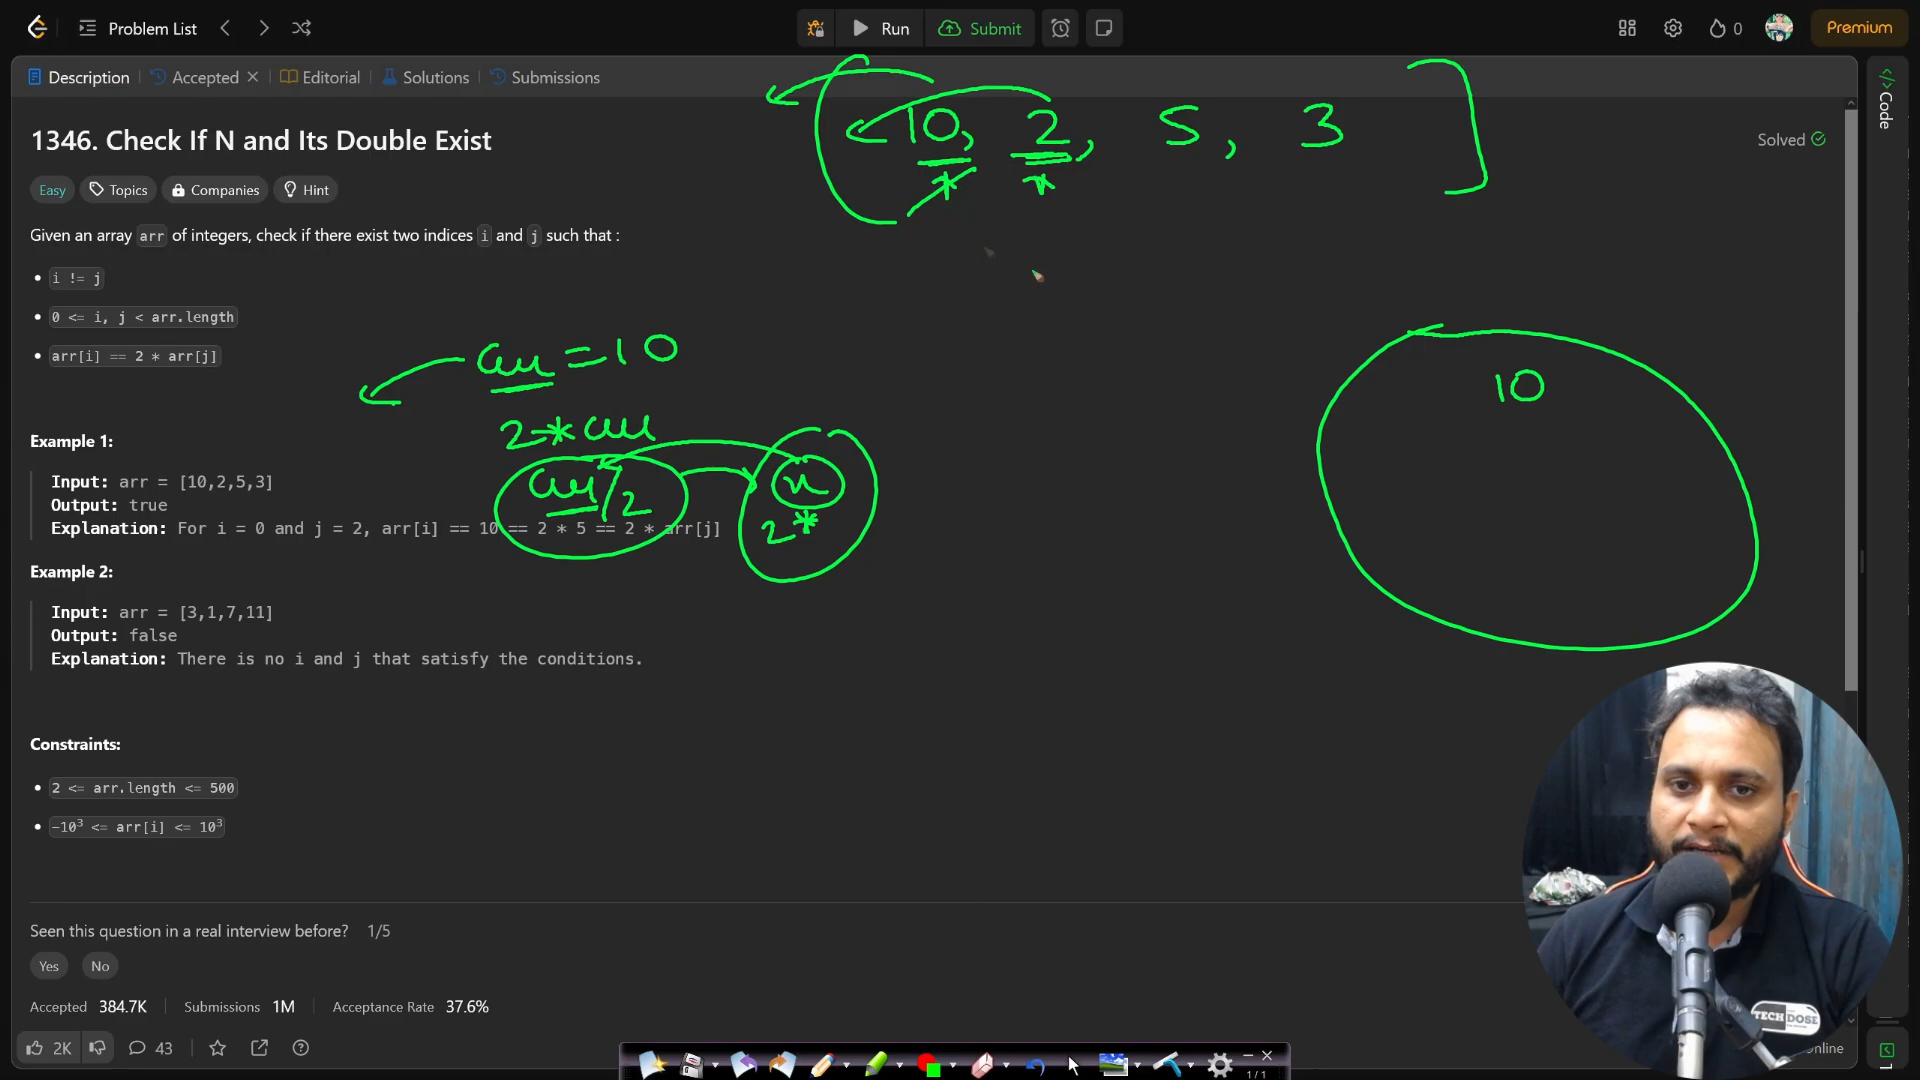 Problem List
Run
Submit
0
Premium
Description
Accepted
Editorial
Solutions
Submissions
Code
10, 2, 5, 3
1346. Check If N and Its Double Exist
Solved
Easy
Topics
Companies
Hint
Given an array arr of integers, check if there exist two indices i and j such that :
i != j
0 <= i, j < arr.length
arr[i] == 2 * arr[j]
=10
10
2*
/2
2*
Example 1:
Input: arr = [10,2,5,3]
Output: true
Explanation: For i = 0 and j = 2, arr[i] == 10 == 2 * 5 == 2 * arr[j]
Example 2:
Input: arr = [3,1,7,11]
Output: false
Explanation: There is no i and j that satisfy the conditions.
Constraints:
2 <= arr.length <= 500
-10³ <= arr[i] <= 10³
Seen this question in a real interview before? 1/5
Yes
No
Accepted 384.7K
Submissions 1M
Acceptance Rate 37.6%
2K
43
TECH DOSE
1/1